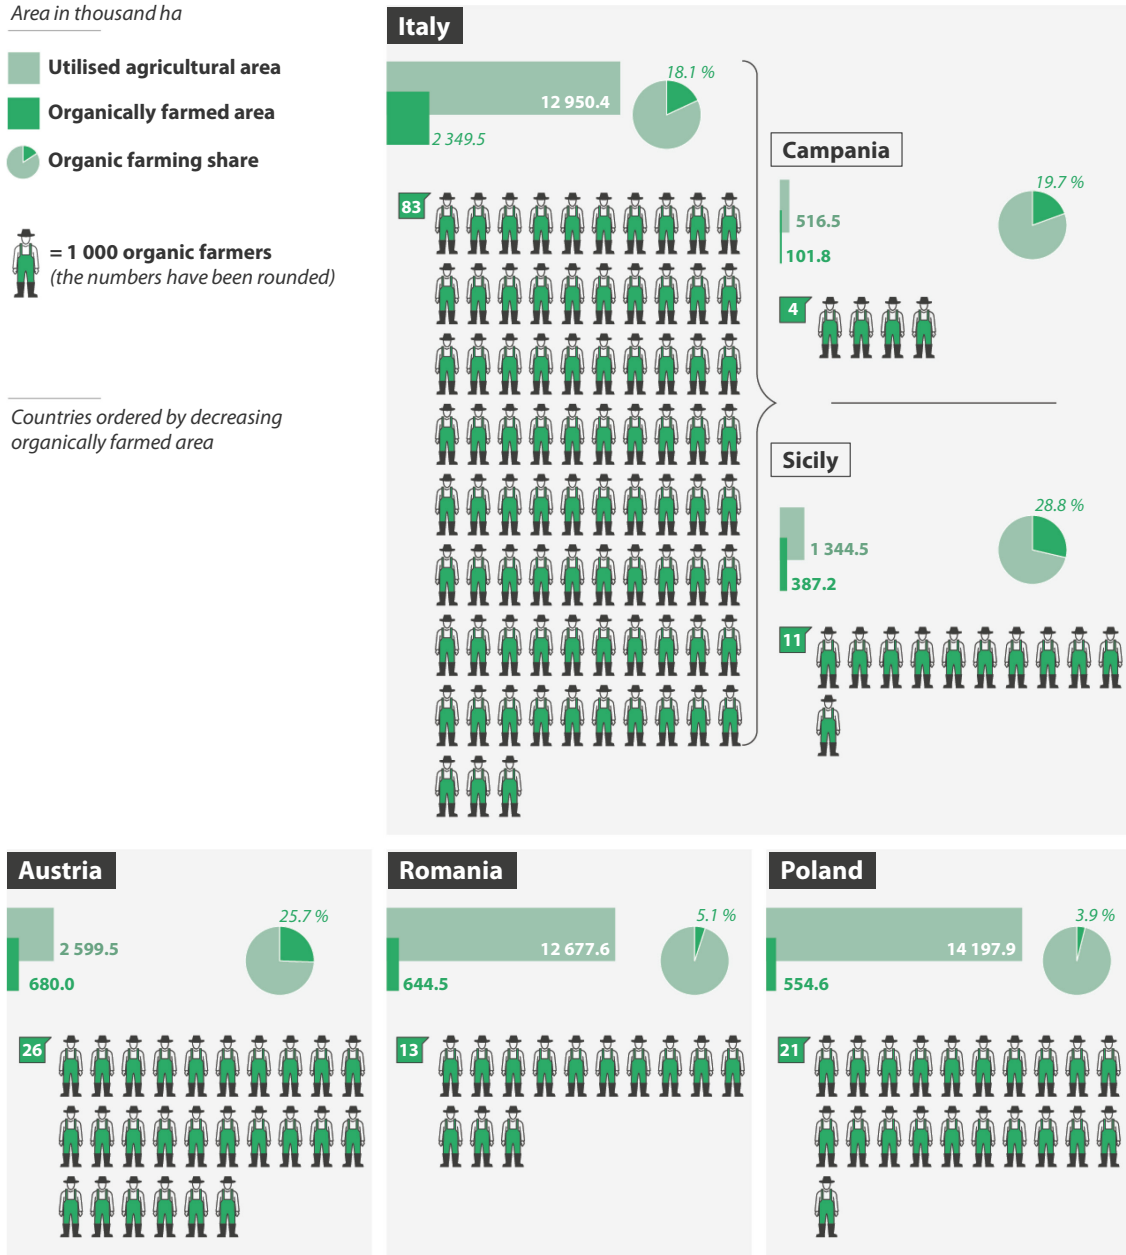 Area in thousand ha
Utilised agricultural area
Organically farmed area
Organic farming share
= 1 000 organic farmers
(the numbers have been rounded)
Countries ordered by decreasing
organically farmed area
Italy
12 950.4
2 349.5
18.1 %
83
Campania
516.5
101.8
19.7 %
4
Sicily
1 344.5
387.2
28.8 %
11
Austria
2 599.5
680.0
25.7 %
26
Romania
12 677.6
644.5
5.1 %
13
Poland
14 197.9
554.6
3.9 %
21